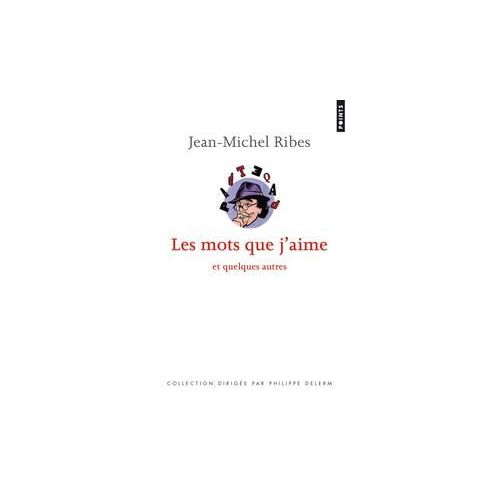 POINTS
Jean-Michel Ribes
Les mots que j'aime
et quelques autres
COLLECTION DIRIGÉE PAR PHILIPPE DELERM